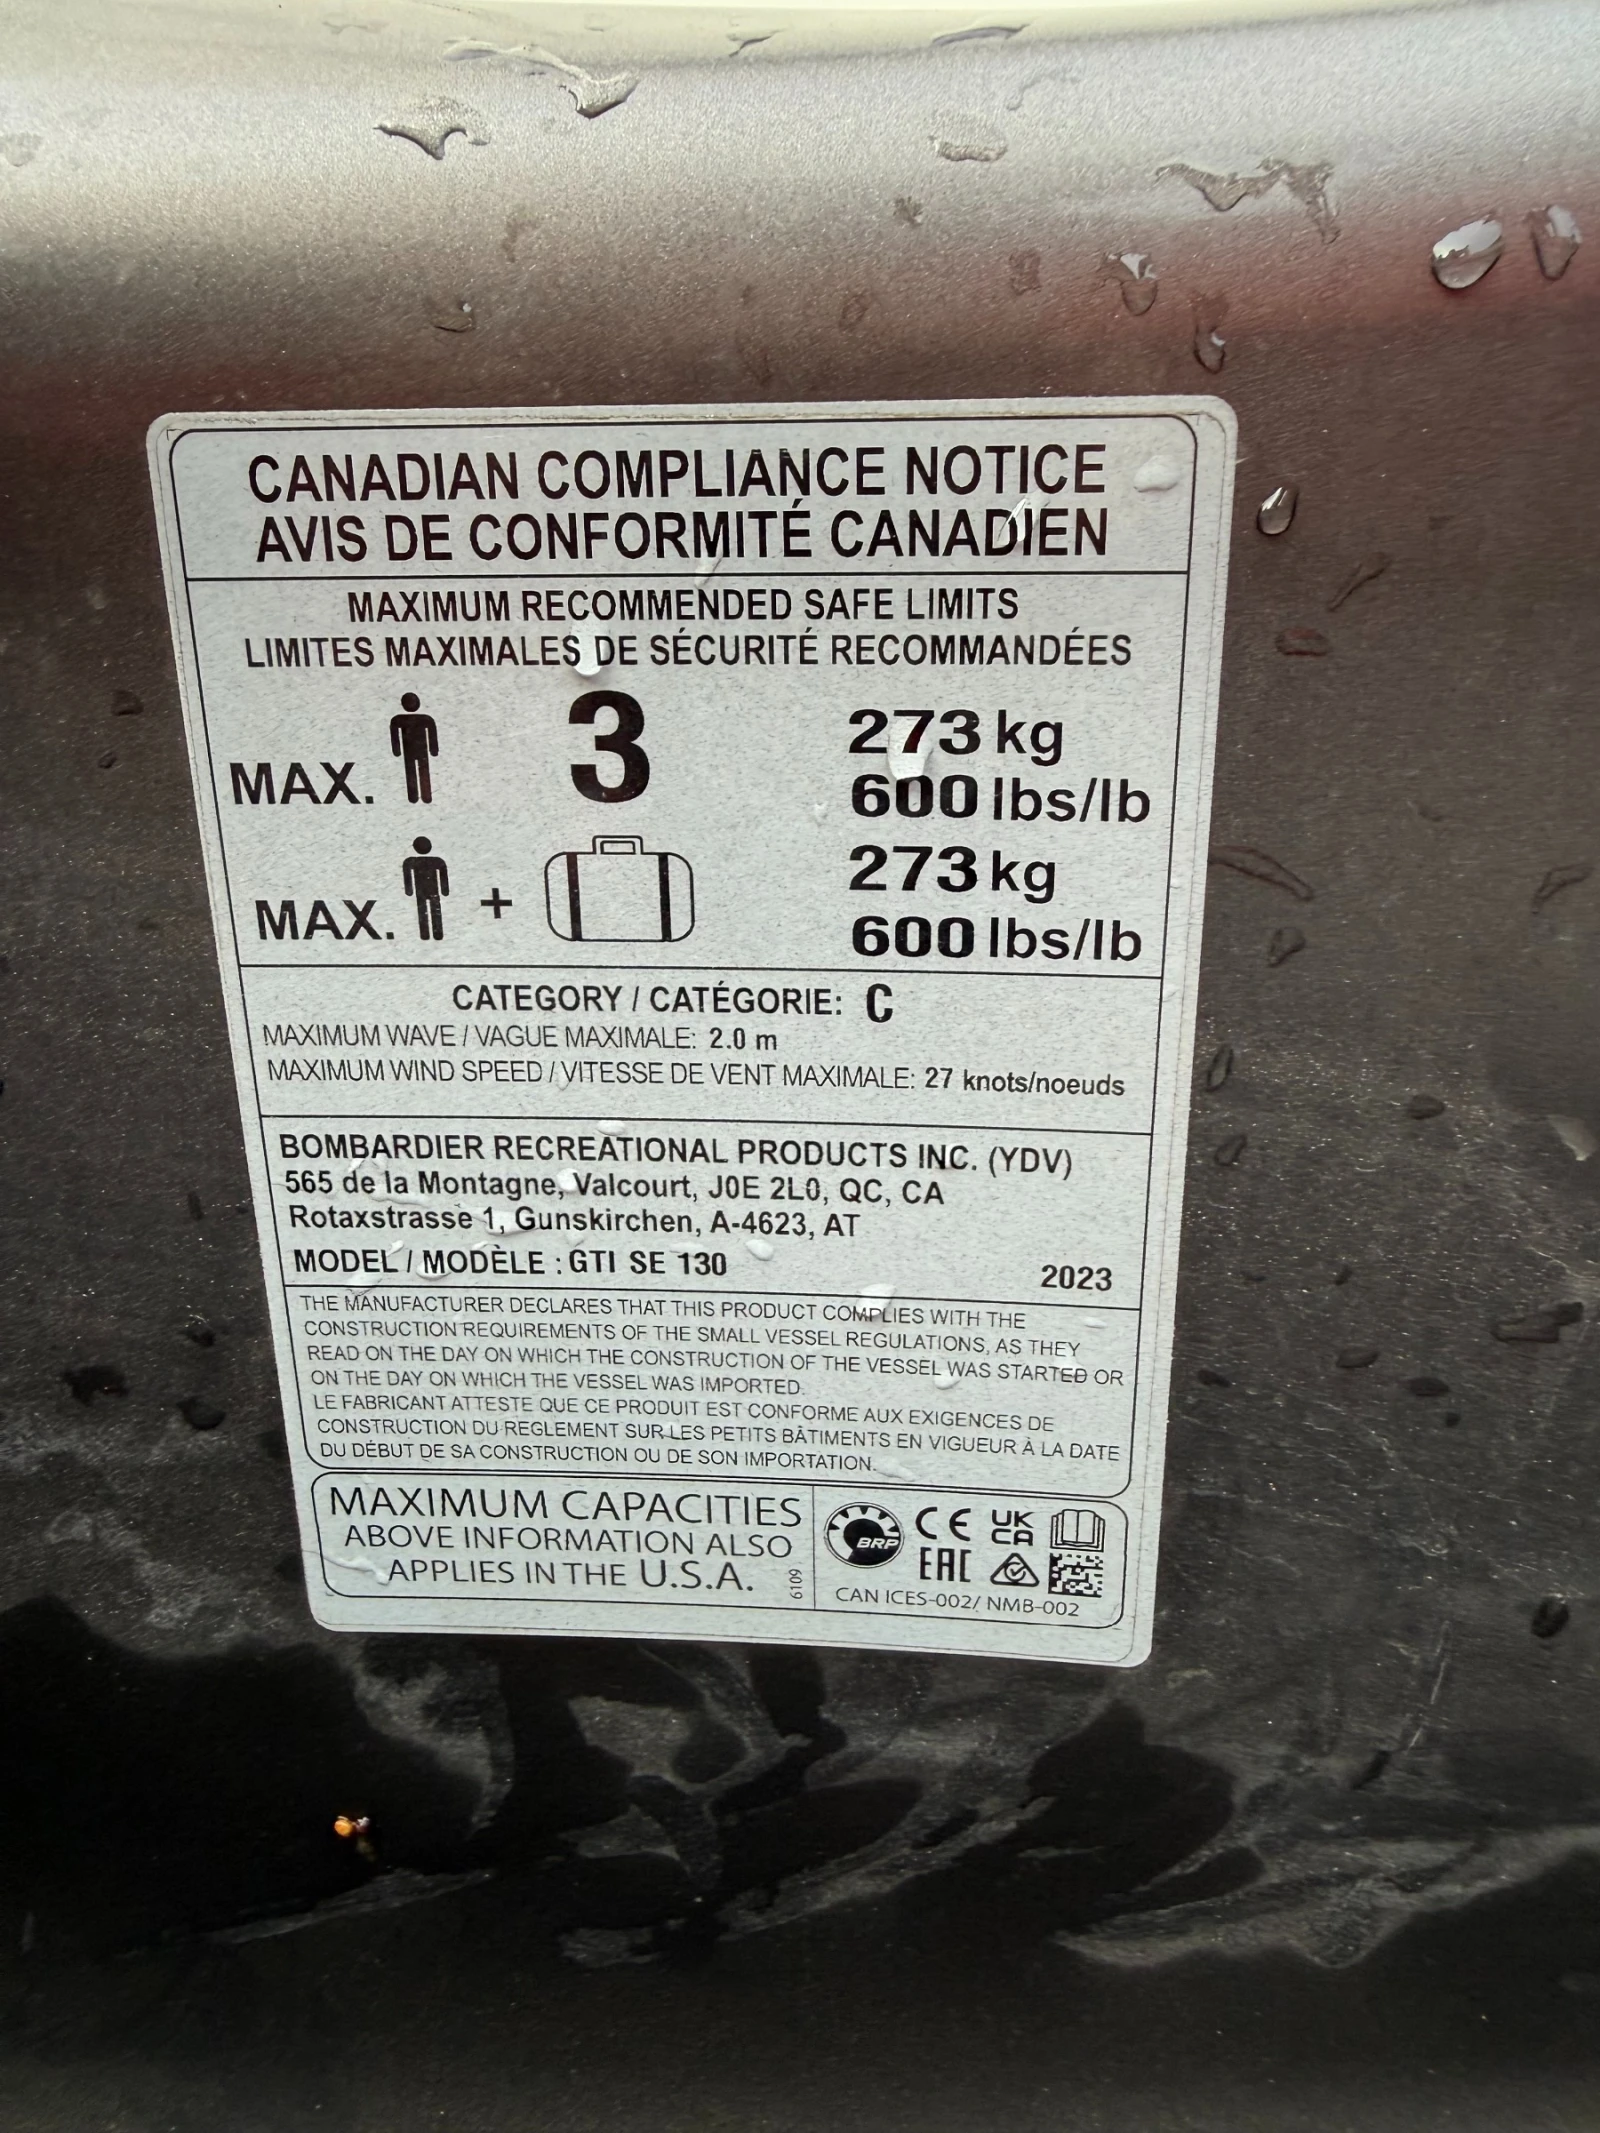 CANADIAN COMPLIANCE NOTICE
AVIS DE CONFORMITÉ CANADIEN
MAXIMUM RECOMMENDED SAFE LIMITS
LIMITES MAXIMALES DE SÉCURITÉ RECOMMANDÉES
MAX. 3 273 kg
600 lbs/lb
MAX. + 273 kg
600 lbs/lb
CATEGORY / CATÉGORIE: C
MAXIMUM WAVE / VAGUE MAXIMALE: 2.0 m
MAXIMUM WIND SPEED / VITESSE DE VENT MAXIMALE: 27 knots/noeuds
BOMBARDIER RECREATIONAL PRODUCTS INC. (YDV)
565 de la Montagne, Valcourt, J0E 2L0, QC, CA
Rotaxstrasse 1, Gunskirchen, A-4623, AT
MODEL / MODÈLE : GTI SE 130 2023
THE MANUFACTURER DECLARES THAT THIS PRODUCT COMPLIES WITH THE
CONSTRUCTION REQUIREMENTS OF THE SMALL VESSEL REGULATIONS, AS THEY
READ ON THE DAY ON WHICH THE CONSTRUCTION OF THE VESSEL WAS STARTED OR
ON THE DAY ON WHICH THE VESSEL WAS IMPORTED.
LE FABRICANT ATTESTE QUE CE PRODUIT EST CONFORME AUX EXIGENCES DE
CONSTRUCTION DU REGLEMENT SUR LES PETITS BÂTIMENTS EN VIGUEUR À LA DATE
DU DÉBUT DE SA CONSTRUCTION OU DE SON IMPORTATION.
MAXIMUM CAPACITIES
ABOVE INFORMATION ALSO
APPLIES IN THE U.S.A.
6109
BRP CE UK
CA
EAC
CAN ICES-002/ NMB-002